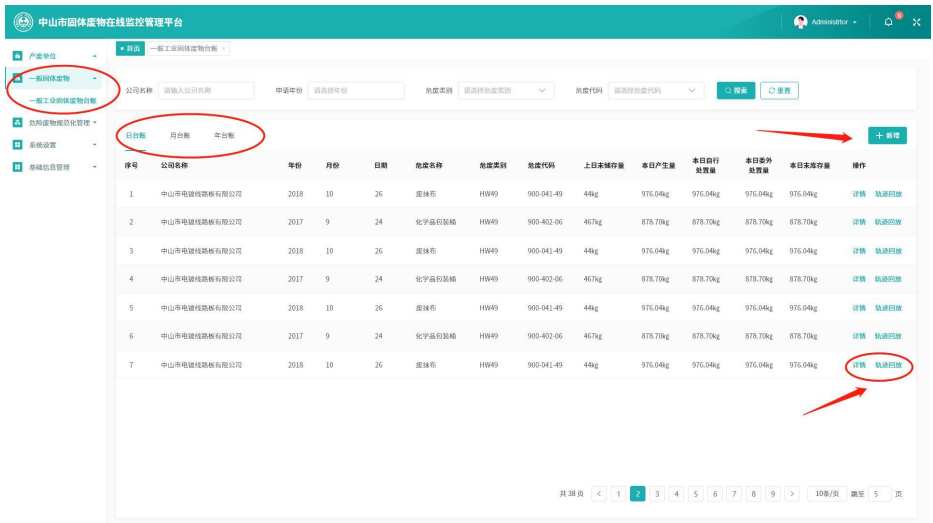 中山市固体废物在线监控管理平台
Administrtor
6
产废单位
一般固体废物
一般工业固体废物台账
危险废物规范化管理
系统设置
基础信息管理
首页 一般工业固体废物台账 ×
公司名称 请输入公司名称 申请年份 请选择年份 危废类别 请选择危废类别 危废代码 请选择危废代码 搜索 重置
日台账 月台账 年台账
+ 新增
序号 公司名称 年份 月份 日期 危废名称 危废类别 危废代码 上日末储存量 本日产生量 本日自行处置量 本日委外处置量 本日末库存量 操作
1 中山市电镀线路板有限公司 2018 10 26 废抹布 HW49 900-041-49 44kg 976.04kg 976.04kg 976.04kg 976.04kg 详情 轨迹回放
2 中山市电镀线路板有限公司 2017 9 24 化学品包装桶 HW49 900-402-06 467kg 878.70kg 878.70kg 878.70kg 878.70kg 详情 轨迹回放
3 中山市电镀线路板有限公司 2018 10 26 废抹布 HW49 900-041-49 44kg 976.04kg 976.04kg 976.04kg 976.04kg 详情 轨迹回放
4 中山市电镀线路板有限公司 2017 9 24 化学品包装桶 HW49 900-402-06 467kg 878.70kg 878.70kg 878.70kg 878.70kg 详情 轨迹回放
5 中山市电镀线路板有限公司 2018 10 26 废抹布 HW49 900-041-49 44kg 976.04kg 976.04kg 976.04kg 976.04kg 详情 轨迹回放
6 中山市电镀线路板有限公司 2017 9 24 化学品包装桶 HW49 900-402-06 467kg 878.70kg 878.70kg 878.70kg 878.70kg 详情 轨迹回放
7 中山市电镀线路板有限公司 2018 10 26 废抹布 HW49 900-041-49 44kg 976.04kg 976.04kg 976.04kg 976.04kg 详情 轨迹回放
共38页 < 1 2 3 4 5 6 7 8 9 > 10条/页 跳至 5 页